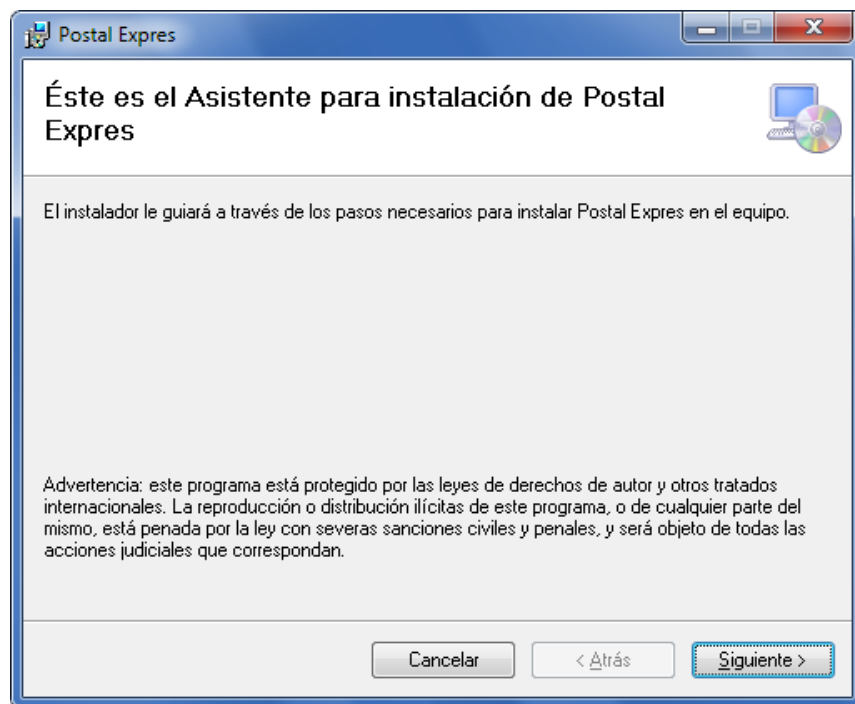 Postal Expres
Éste es el Asistente para instalación de Postal
Expres
El instalador le guiará a través de los pasos necesarios para instalar Postal Expres en el equipo.
Advertencia: este programa está protegido por las leyes de derechos de autor y otros tratados
internacionales. La reproducción o distribución ilícitas de este programa, o de cualquier parte del
mismo, está penada por la ley con severas sanciones civiles y penales, y será objeto de todas las
acciones judiciales que correspondan.
Cancelar
< Atrás
Siguiente >